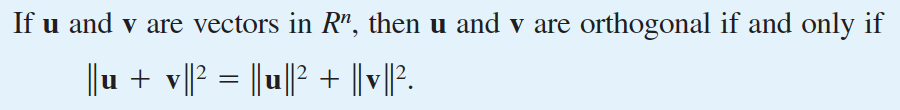 If u and v are vectors in Rⁿ, then u and v are orthogonal if and only if
‖u + v‖² = ‖u‖² + ‖v‖².